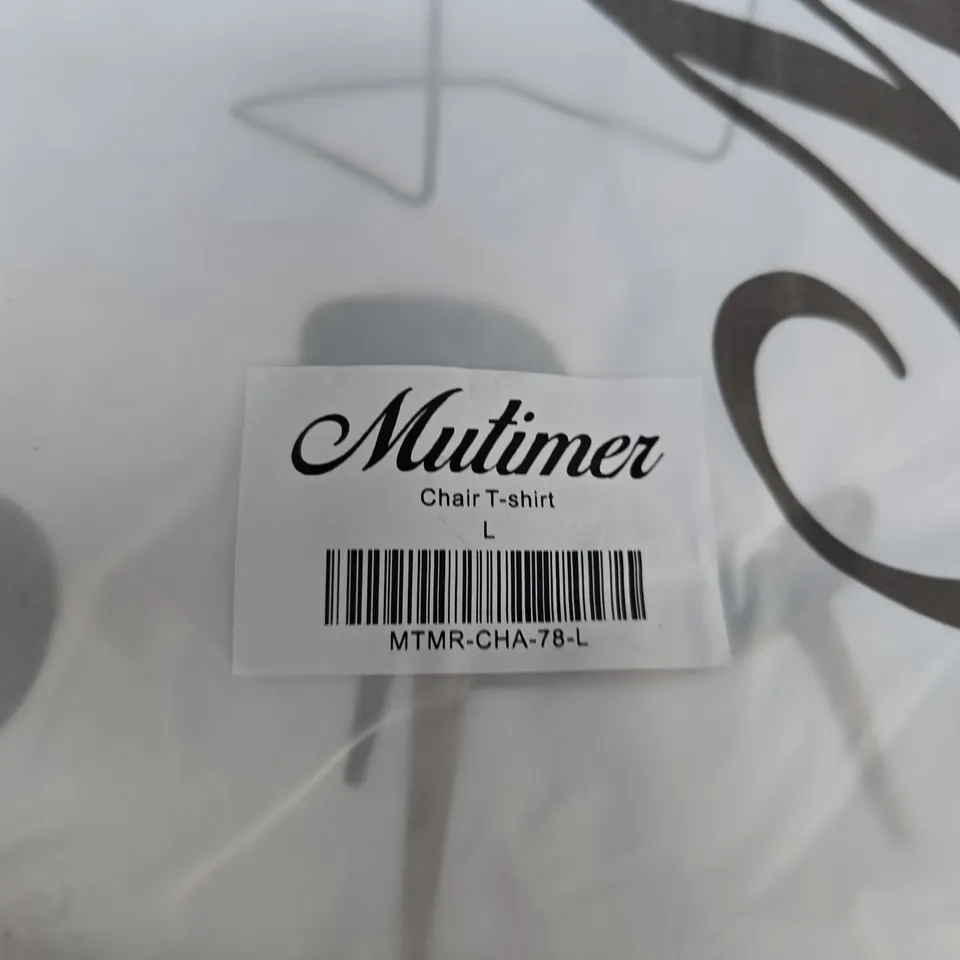 Mutimer
Chair T-shirt
L
MTMR-CHA-78-L